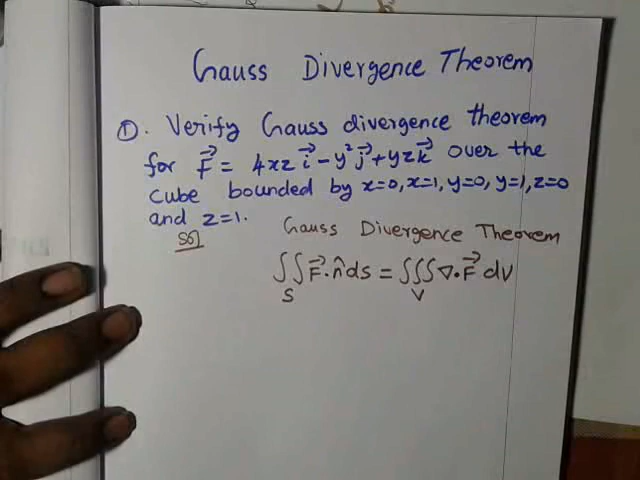 Gauss Divergence Theorem
①. Verify Gauss divergence theorem
for F⃗ = 4xz i⃗ - y² j⃗ + yz k⃗ over the
cube bounded by x=0, x=1, y=0, y=1, z=0
and z=1.
Sol Gauss Divergence Theorem
∫∫ F⃗·n̂ ds = ∫∫∫ ∇·F⃗ dV
S V